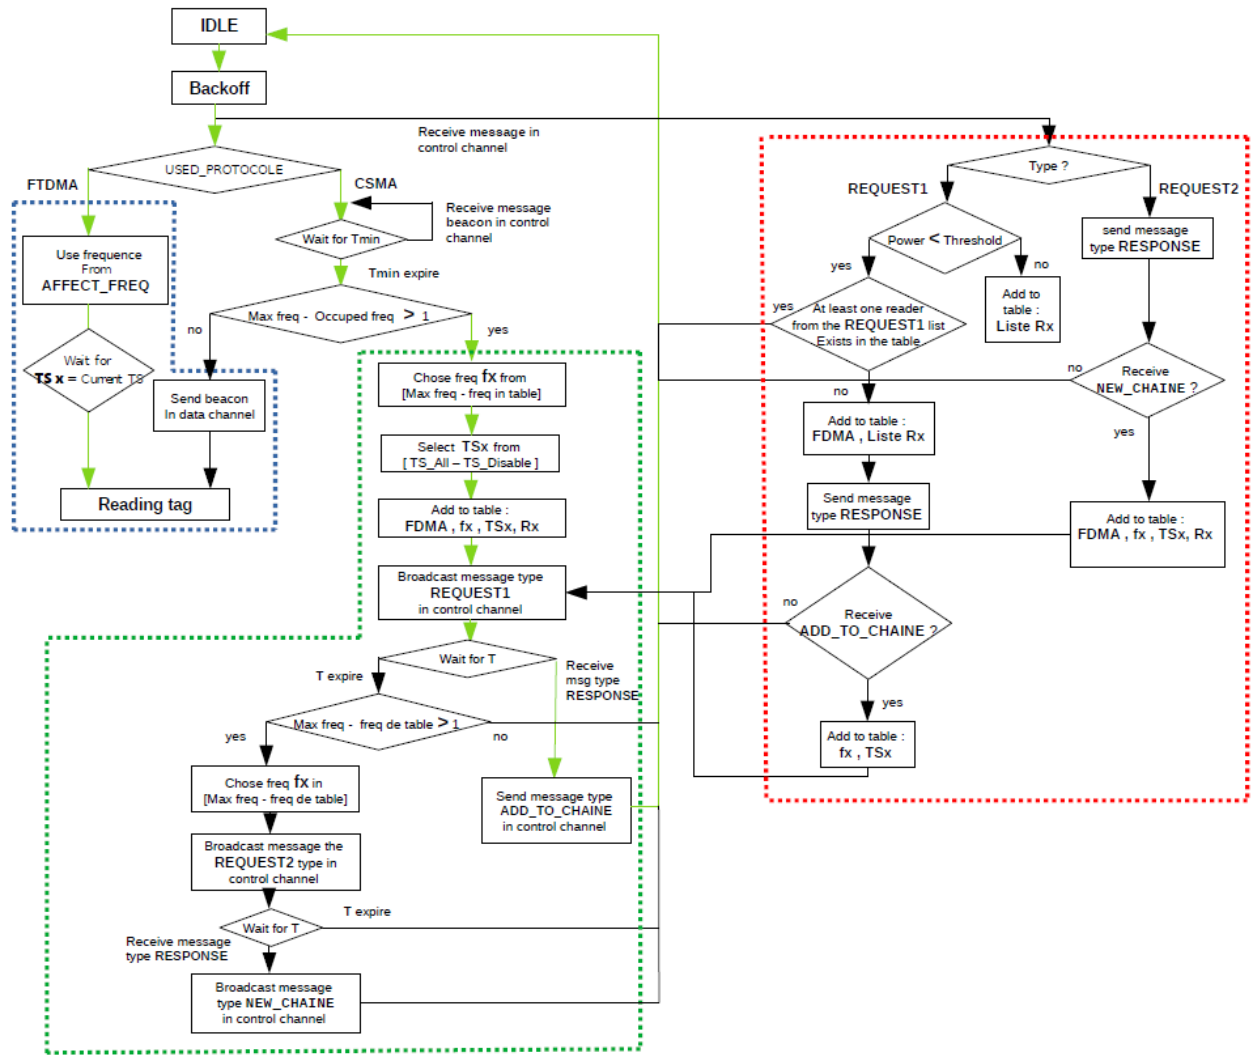 IDLE
Backoff
Receive message in
control channel
USED_PROTOCOLE
FTDMA
CSMA
Receive message
beacon in control
channel
Wait for Tmin
Use frequence
From
AFFECT_FREQ
Tmin expire
Max freq - Occuped freq > 1
no
yes
Wait for
TS x = Current TS
Send beacon
In data channel
Reading tag
Chose freq fx from
[Max freq - freq in table]
Select TSx from
[ TS_All – TS_Disable ]
Add to table :
FDMA , fx , TSx, Rx
Broadcast message type
REQUEST1
in control channel
Wait for T
T expire
Receive
msg type
RESPONSE
Max freq - freq de table > 1
yes
no
Chose freq fx in
[Max freq - freq de table]
Send message type
ADD_TO_CHAINE
in control channel
Broadcast message the
REQUEST2 type in
control channel
Wait for T
T expire
Receive message
type RESPONSE
Broadcast message
type NEW_CHAINE
in control channel
Type ?
REQUEST1
REQUEST2
Power < Threshold
send message
type RESPONSE
yes
no
Add to
table :
Liste Rx
yes
At least one reader
from the REQUEST1 list
Exists in the table
no
Receive
NEW_CHAINE ?
no
yes
Add to table :
FDMA , Liste Rx
Send message
type RESPONSE
Add to table :
FDMA , fx , TSx, Rx
no
Receive
ADD_TO_CHAINE ?
yes
Add to table :
fx , TSx